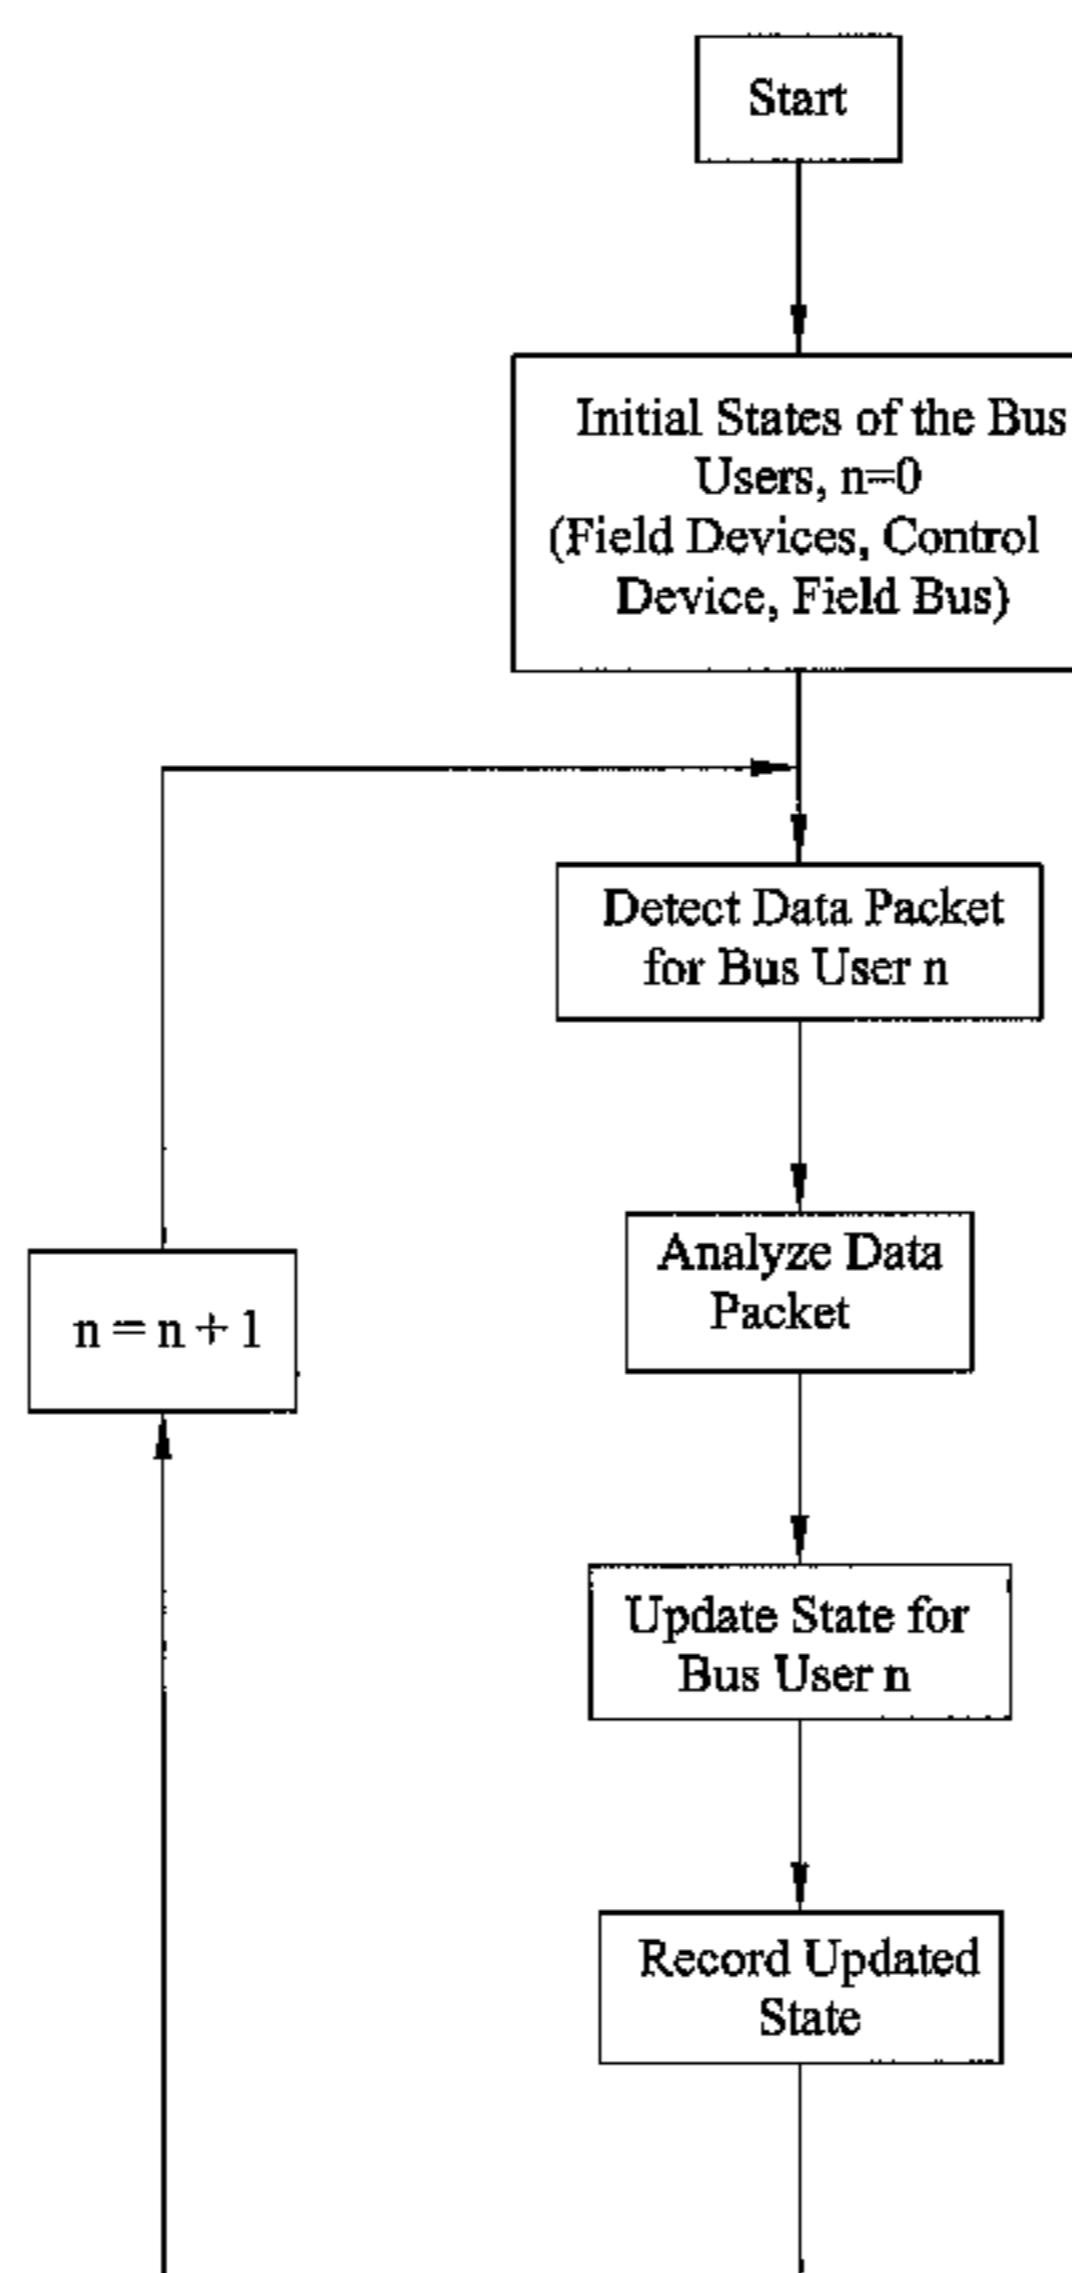 Start
Initial States of the Bus
Users, n=0
(Field Devices, Control
Device, Field Bus)
Detect Data Packet
for Bus User n
Analyze Data
Packet
n = n + 1
Update State for
Bus User n
Record Updated
State